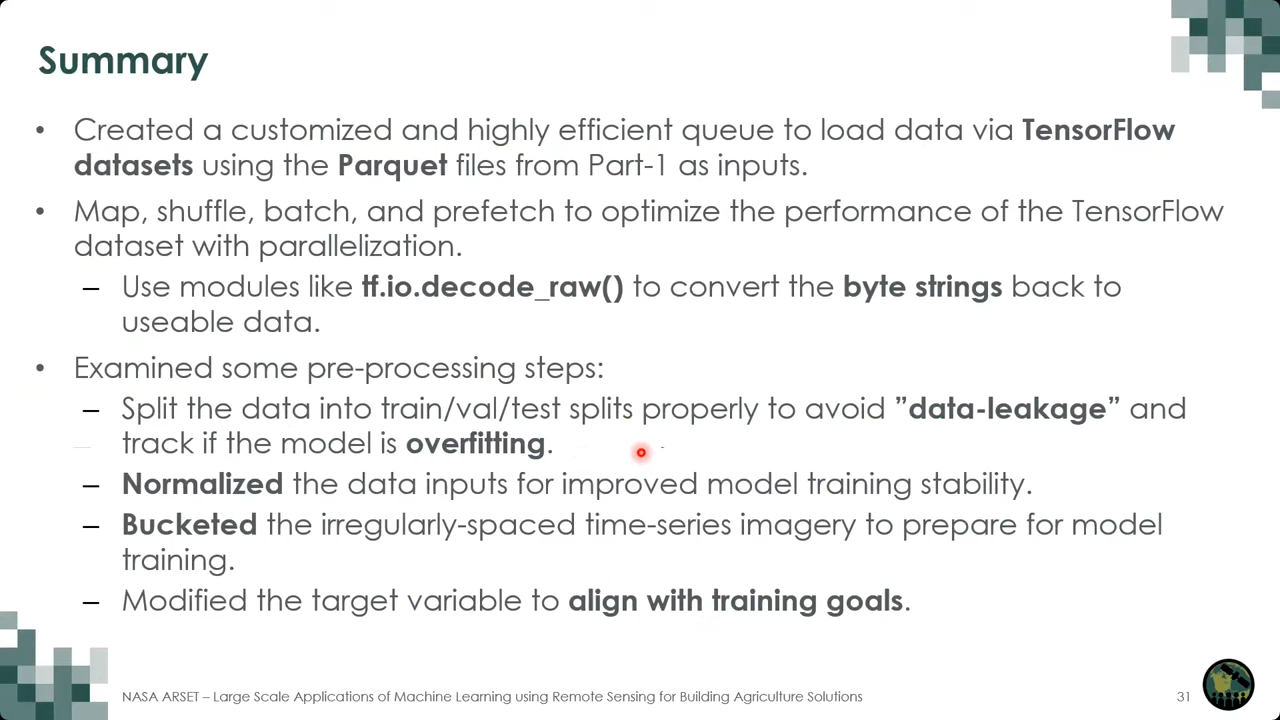 Summary
• Created a customized and highly efficient queue to load data via TensorFlow
datasets using the Parquet files from Part-1 as inputs.
• Map, shuffle, batch, and prefetch to optimize the performance of the TensorFlow
dataset with parallelization.
– Use modules like tf.io.decode_raw() to convert the byte strings back to
useable data.
• Examined some pre-processing steps:
– Split the data into train/val/test splits properly to avoid ”data-leakage” and
track if the model is overfitting.
– Normalized the data inputs for improved model training stability.
– Bucketed the irregularly-spaced time-series imagery to prepare for model
training.
– Modified the target variable to align with training goals.
NASA ARSET – Large Scale Applications of Machine Learning using Remote Sensing for Building Agriculture Solutions
31